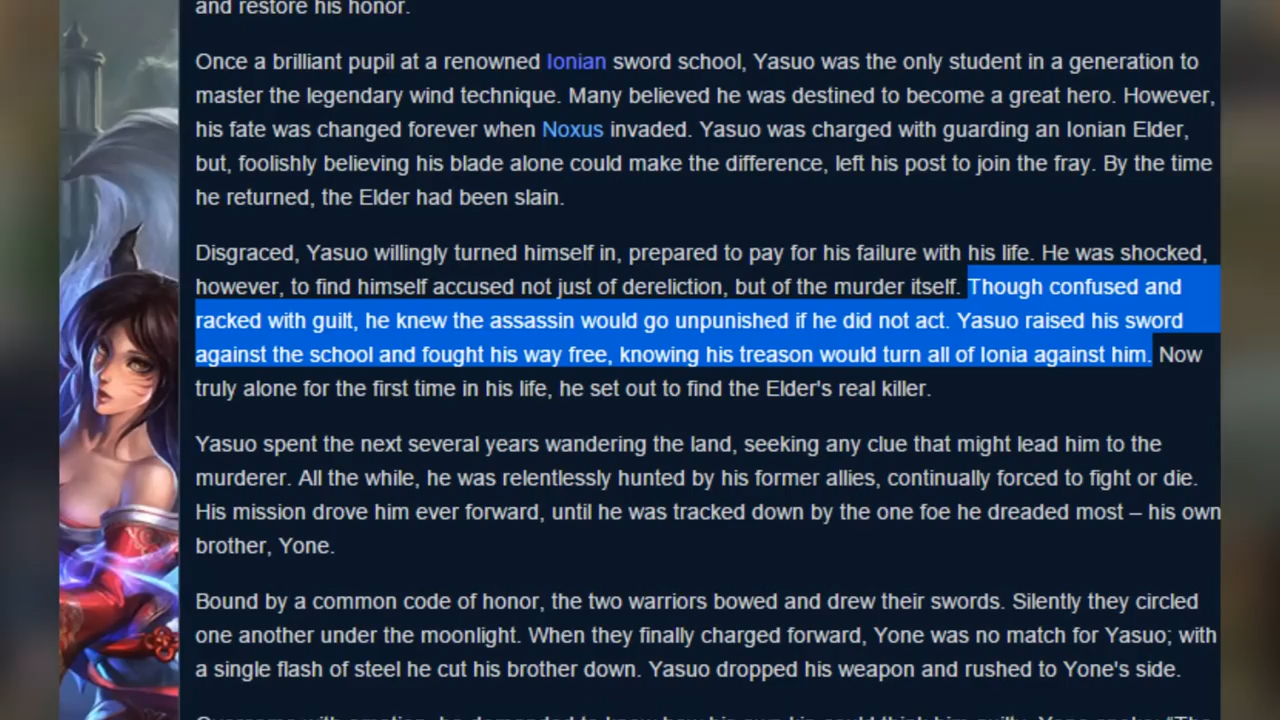 and restore his honor.
Once a brilliant pupil at a renowned Ionian sword school, Yasuo was the only student in a generation to
master the legendary wind technique. Many believed he was destined to become a great hero. However,
his fate was changed forever when Noxus invaded. Yasuo was charged with guarding an Ionian Elder,
but, foolishly believing his blade alone could make the difference, left his post to join the fray. By the time
he returned, the Elder had been slain.
Disgraced, Yasuo willingly turned himself in, prepared to pay for his failure with his life. He was shocked,
however, to find himself accused not just of dereliction, but of the murder itself. Though confused and
racked with guilt, he knew the assassin would go unpunished if he did not act. Yasuo raised his sword
against the school and fought his way free, knowing his treason would turn all of Ionia against him. Now
truly alone for the first time in his life, he set out to find the Elder's real killer.
Yasuo spent the next several years wandering the land, seeking any clue that might lead him to the
murderer. All the while, he was relentlessly hunted by his former allies, continually forced to fight or die.
His mission drove him ever forward, until he was tracked down by the one foe he dreaded most – his own
brother, Yone.
Bound by a common code of honor, the two warriors bowed and drew their swords. Silently they circled
one another under the moonlight. When they finally charged forward, Yone was no match for Yasuo; with
a single flash of steel he cut his brother down. Yasuo dropped his weapon and rushed to Yone's side.